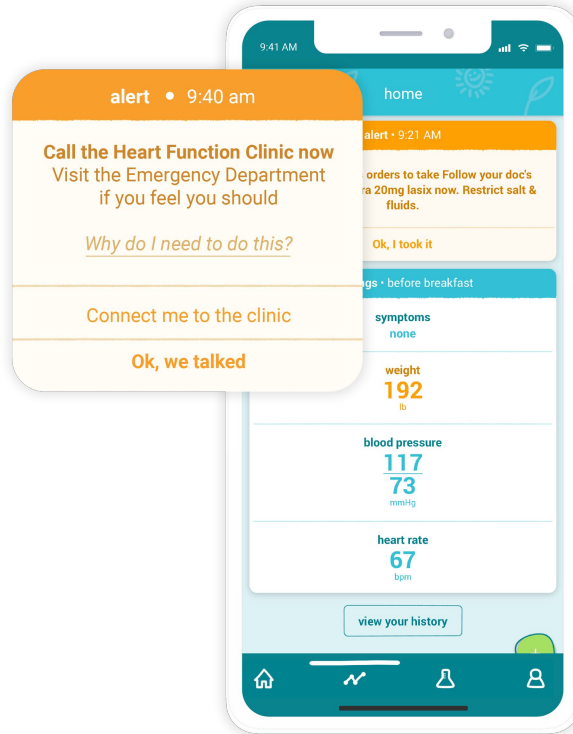 9:41 AM
home
alert • 9:40 am
Call the Heart Function Clinic now
Visit the Emergency Department
if you feel you should
Why do I need to do this?
Connect me to the clinic
Ok, we talked
alert • 9:21 AM
orders to take Follow your doc's
20mg lasix now. Restrict salt &
fluids.
Ok, I took it
• before breakfast
symptoms
none
weight
192
lb
blood pressure
117
73
mmHg
heart rate
67
bpm
view your history